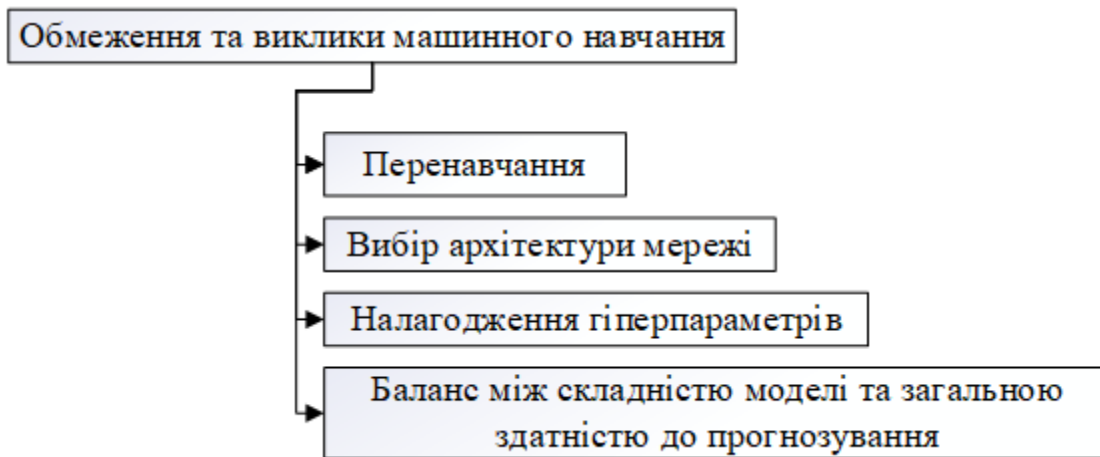 Обмеження та виклики машинного навчання
Перенавчання
Вибір архітектури мережі
Налагодження гіперпараметрів
Баланс між складністю моделі та загальною
здатністю до прогнозування